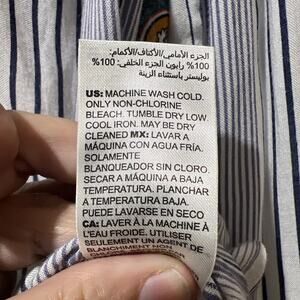 الجزء الأمامي/الأكتاف/الأكمام:
100% رايون الجزء الخلفي: 100%
بوليستر باستثناء الزينة
US: MACHINE WASH COLD.
ONLY NON-CHLORINE
BLEACH. TUMBLE DRY LOW.
COOL IRON. MAY BE DRY
CLEANED MX: LAVAR A
MÁQUINA CON AGUA FRÍA.
SOLAMENTE
BLANQUEADOR SIN CLORO.
SECAR A MÁQUINA A BAJA
TEMPERATURA. PLANCHAR
A TEMPERATURA BAJA.
PUEDE LAVARSE EN SECO
CA: LAVER À LA MACHINE À
L'EAU FROIDE. UTILISER
SEULEMENT UN AGENT DE
BLANCHIMENT NON